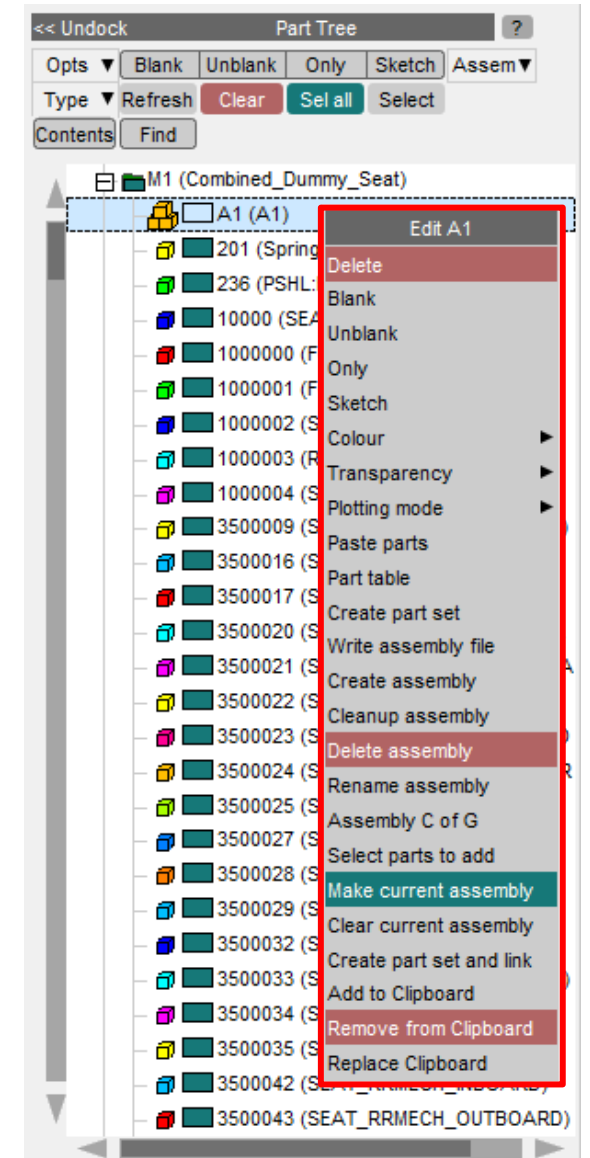 << Undock Part Tree ?
Opts ▼ Blank Unblank Only Sketch Assem▼
Type ▼ Refresh Clear Sel all Select
Contents Find
M1 (Combined_Dummy_Seat)
A1 (A1)
201 (Spring
236 (PSHL:
10000 (SEA
1000000 (F
1000001 (F
1000002 (S
1000003 (R
1000004 (S
3500009 (S
3500016 (S
3500017 (S
3500020 (S
3500021 (S
3500022 (S
3500023 (S
3500024 (S
3500025 (S
3500027 (S
3500028 (S
3500029 (S
3500032 (S
3500033 (S
3500034 (S
3500035 (S
3500042 (SEAT_RRMECH_INBOARD)
3500043 (SEAT_RRMECH_OUTBOARD)
Edit A1
Delete
Blank
Unblank
Only
Sketch
Colour
Transparency
Plotting mode
Paste parts
Part table
Create part set
Write assembly file
Create assembly
Cleanup assembly
Delete assembly
Rename assembly
Assembly C of G
Select parts to add
Make current assembly
Clear current assembly
Create part set and link
Add to Clipboard
Remove from Clipboard
Replace Clipboard